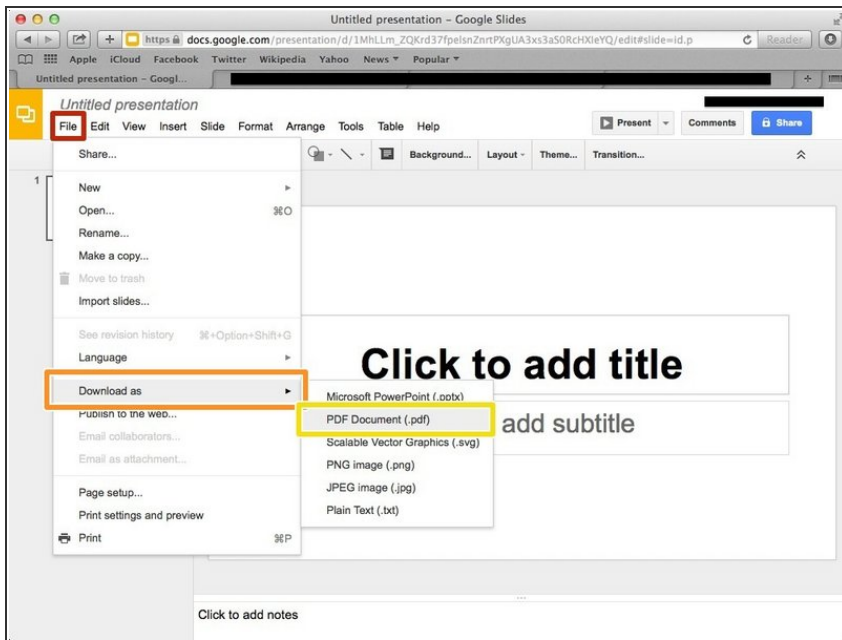 Untitled presentation – Google Slides
https docs.google.com/presentation/d/1MhLLm_ZQKrd37fpelsnZnrtPXgUA3xs3aS0RcHXleYQ/edit#slide=id.p Reader
Apple iCloud Facebook Twitter Wikipedia Yahoo News Popular
Untitled presentation – Googl...
Untitled presentation
File Edit View Insert Slide Format Arrange Tools Table Help Present Comments Share
Share... Background... Layout Theme... Transition...
1
New
Open... ⌘O
Rename...
Make a copy...
Move to trash
Import slides...
See revision history ⌘+Option+Shift+G
Language
Click to add title
Download as
Microsoft PowerPoint (.pptx)
Publish to the web...
PDF Document (.pdf)
add subtitle
Email collaborators...
Scalable Vector Graphics (.svg)
Email as attachment...
PNG image (.png)
JPEG image (.jpg)
Page setup...
Plain Text (.txt)
Print settings and preview
Print ⌘P
Click to add notes